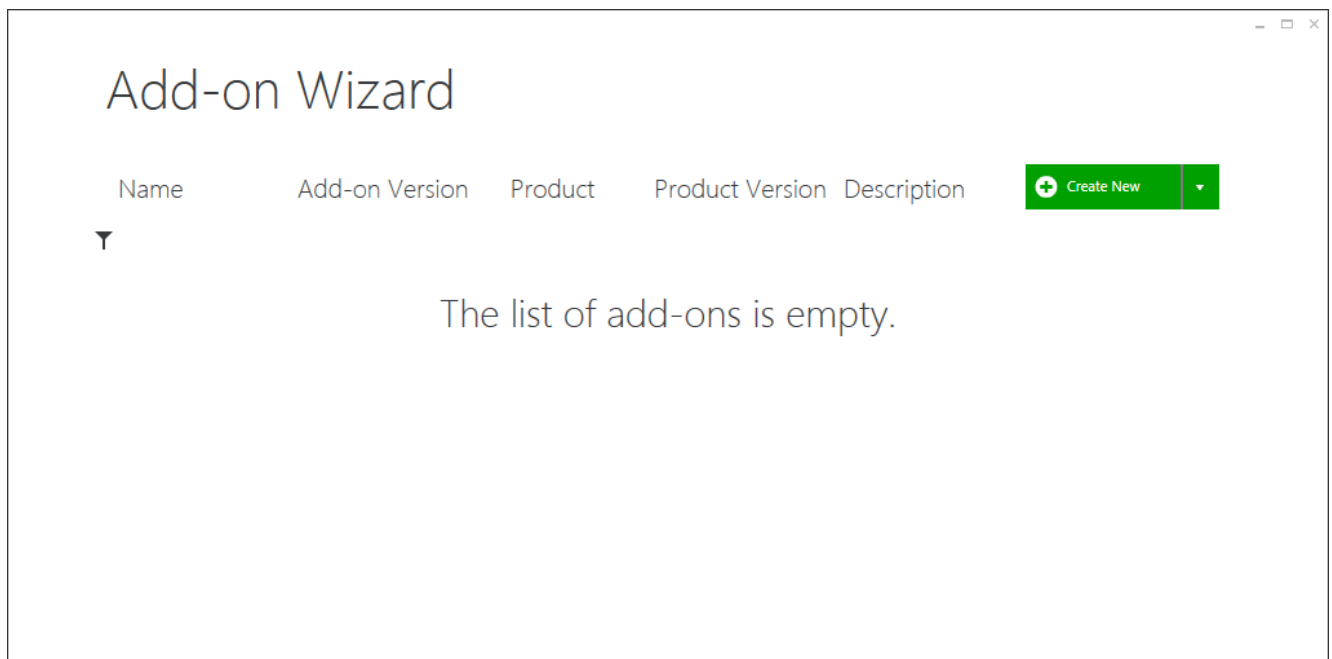 Add-on Wizard
Name Add-on Version Product Product Version Description Create New
The list of add-ons is empty.